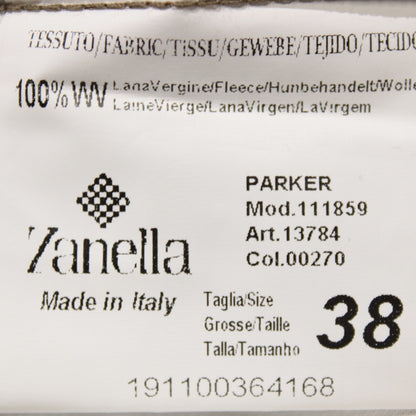 TESSUTO/FABRIC/TISSU/GEWEBE/TEJIDO/TECIDO
100% WV LanaVergine/Fleece/Hunbehandelt/Wolle
LaineVierge/LanaVirgen/LaVirgem
Zanella
Made in Italy
PARKER
Mod.111859
Art.13784
Col.00270
Taglia/Size
Grosse/Taille
Talla/Tamanho
38
191100364168